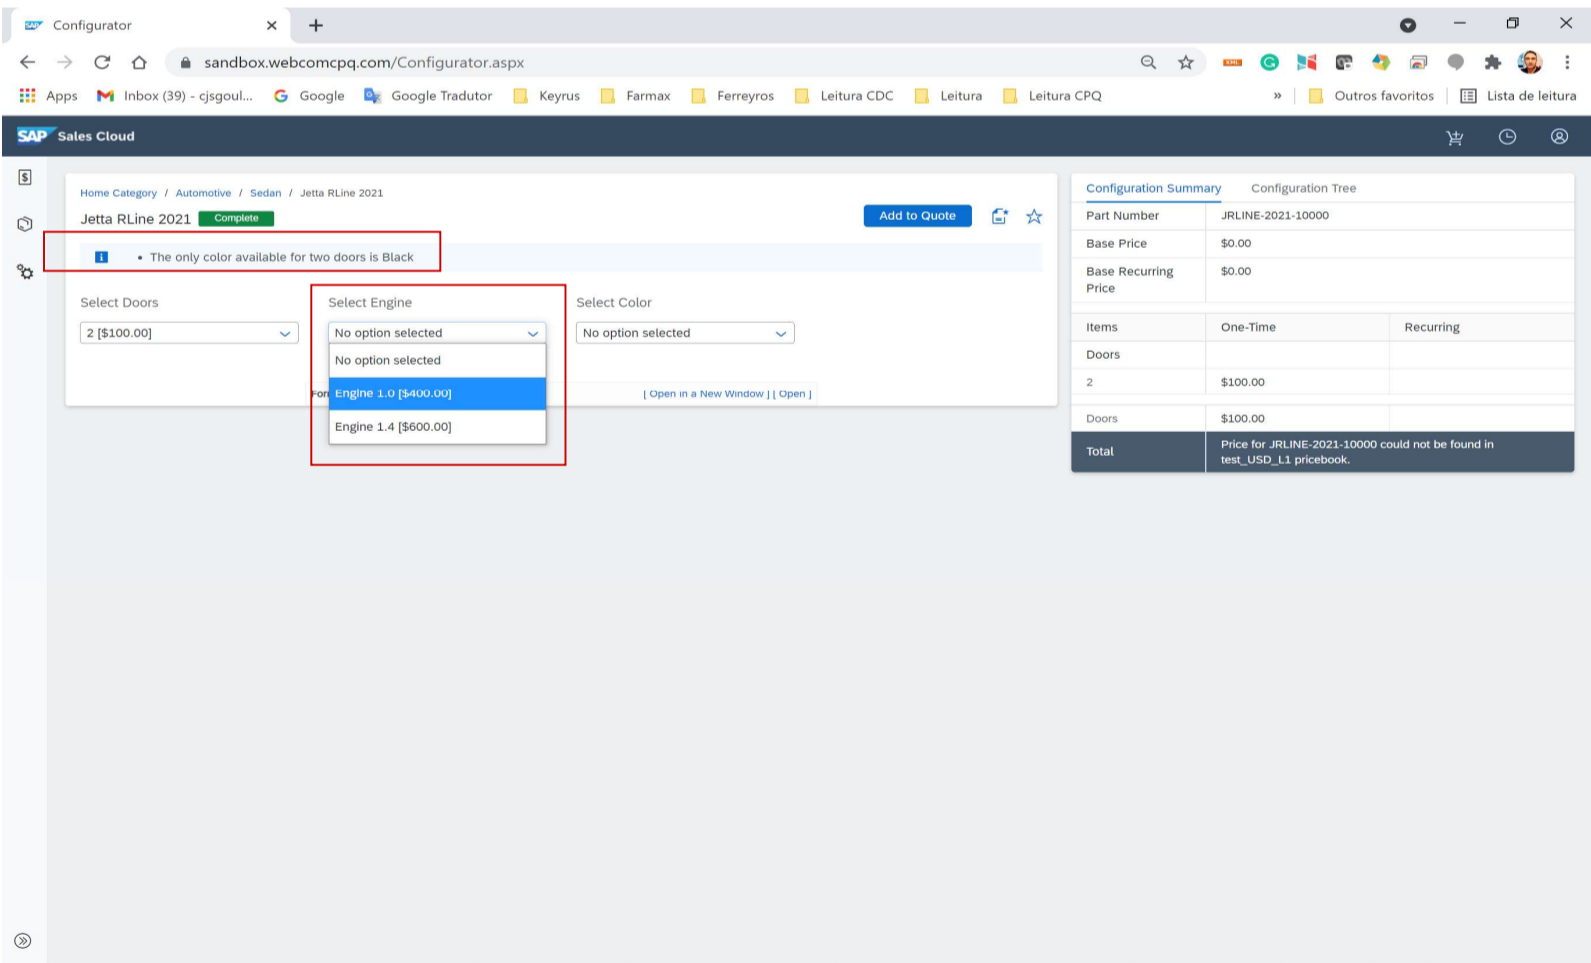 SAP Configurator
sandbox.webcomcpq.com/Configurator.aspx
XML
Apps Inbox (39) - cjsgoul... Google Google Tradutor Keyrus Farmax Ferreyros Leitura CDC Leitura Leitura CPQ » Outros favoritos Lista de leitura
SAP Sales Cloud
Home Category / Automotive / Sedan / Jetta RLine 2021
Jetta RLine 2021 Complete
Add to Quote
• The only color available for two doors is Black
Select Doors Select Engine Select Color
2 [$100.00] No option selected No option selected
No option selected
Engine 1.0 [$400.00]
Engine 1.4 [$600.00]
For [ Open in a New Window ] [ Open ]
Configuration Summary Configuration Tree
Part Number JRLINE-2021-10000
Base Price $0.00
Base Recurring $0.00
Price
Items One-Time Recurring
Doors
2 $100.00
Doors $100.00
Total Price for JRLINE-2021-10000 could not be found in
test_USD_L1 pricebook.